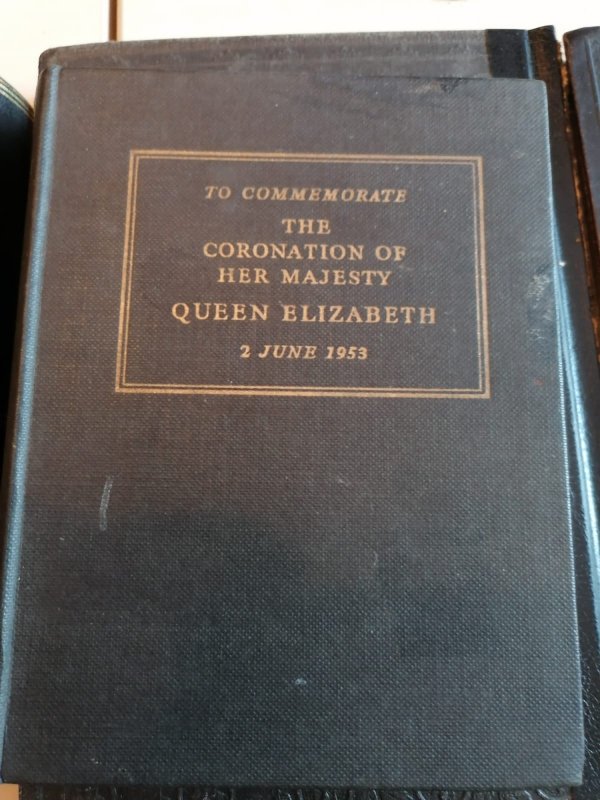 TO COMMEMORATE
THE
CORONATION OF
HER MAJESTY
QUEEN ELIZABETH
2 JUNE 1953